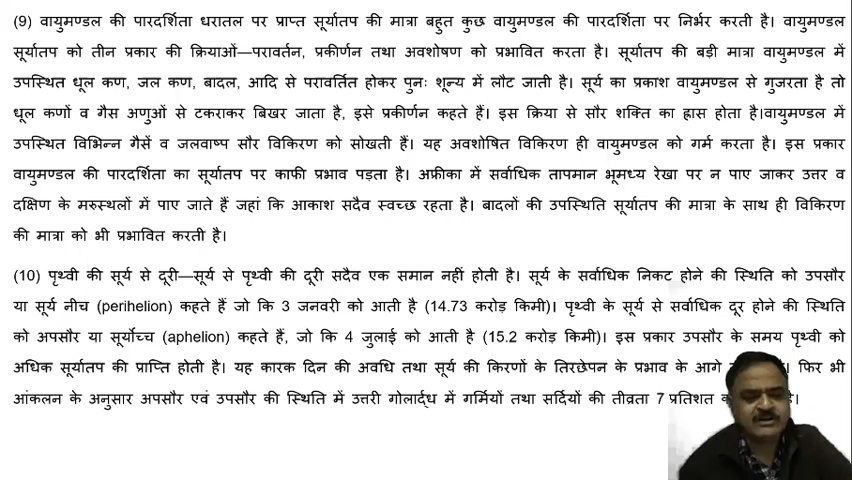 (9) वायुमण्डल की पारदर्शिता धरातल पर प्राप्त सूर्यातप की मात्रा बहुत कुछ वायुमण्डल की पारदर्शिता पर निर्भर करती है। वायुमण्डल
सूर्यातप को तीन प्रकार की क्रियाओं—परावर्तन, प्रकीर्णन तथा अवशोषण को प्रभावित करता है। सूर्यातप की बड़ी मात्रा वायुमण्डल में
उपस्थित धूल कण, जल कण, बादल, आदि से परावर्तित होकर पुनः शून्य में लौट जाती है। सूर्य का प्रकाश वायुमण्डल से गुजरता है तो
धूल कणों व गैस अणुओं से टकराकर बिखर जाता है, इसे प्रकीर्णन कहते हैं। इस क्रिया से सौर शक्ति का ह्रास होता है।वायुमण्डल में
उपस्थित विभिन्न गैसें व जलवाष्प सौर विकिरण को सोखती हैं। यह अवशोषित विकिरण ही वायुमण्डल को गर्म करता है। इस प्रकार
वायुमण्डल की पारदर्शिता का सूर्यातप पर काफी प्रभाव पड़ता है। अफ्रीका में सर्वाधिक तापमान भूमध्य रेखा पर न पाए जाकर उत्तर व
दक्षिण के मरुस्थलों में पाए जाते हैं जहां कि आकाश सदैव स्वच्छ रहता है। बादलों की उपस्थिति सूर्यातप की मात्रा के साथ ही विकिरण
की मात्रा को भी प्रभावित करती है।
(10) पृथ्वी की सूर्य से दूरी—सूर्य से पृथ्वी की दूरी सदैव एक समान नहीं होती है। सूर्य के सर्वाधिक निकट होने की स्थिति को उपसौर
या सूर्य नीच (perihelion) कहते हैं जो कि 3 जनवरी को आती है (14.73 करोड़ किमी)। पृथ्वी के सूर्य से सर्वाधिक दूर होने की स्थिति
को अपसौर या सूर्योच्च (aphelion) कहते हैं, जो कि 4 जुलाई को आती है (15.2 करोड़ किमी)। इस प्रकार उपसौर के समय पृथ्वी को
अधिक सूर्यातप की प्राप्ति होती है। यह कारक दिन की अवधि तथा सूर्य की किरणों के तिरछेपन के प्रभाव के आगे फिर भी
आंकलन के अनुसार अपसौर एवं उपसौर की स्थिति में उत्तरी गोलार्द्ध में गर्मियों तथा सर्दियों की तीव्रता 7 प्रतिशत है।